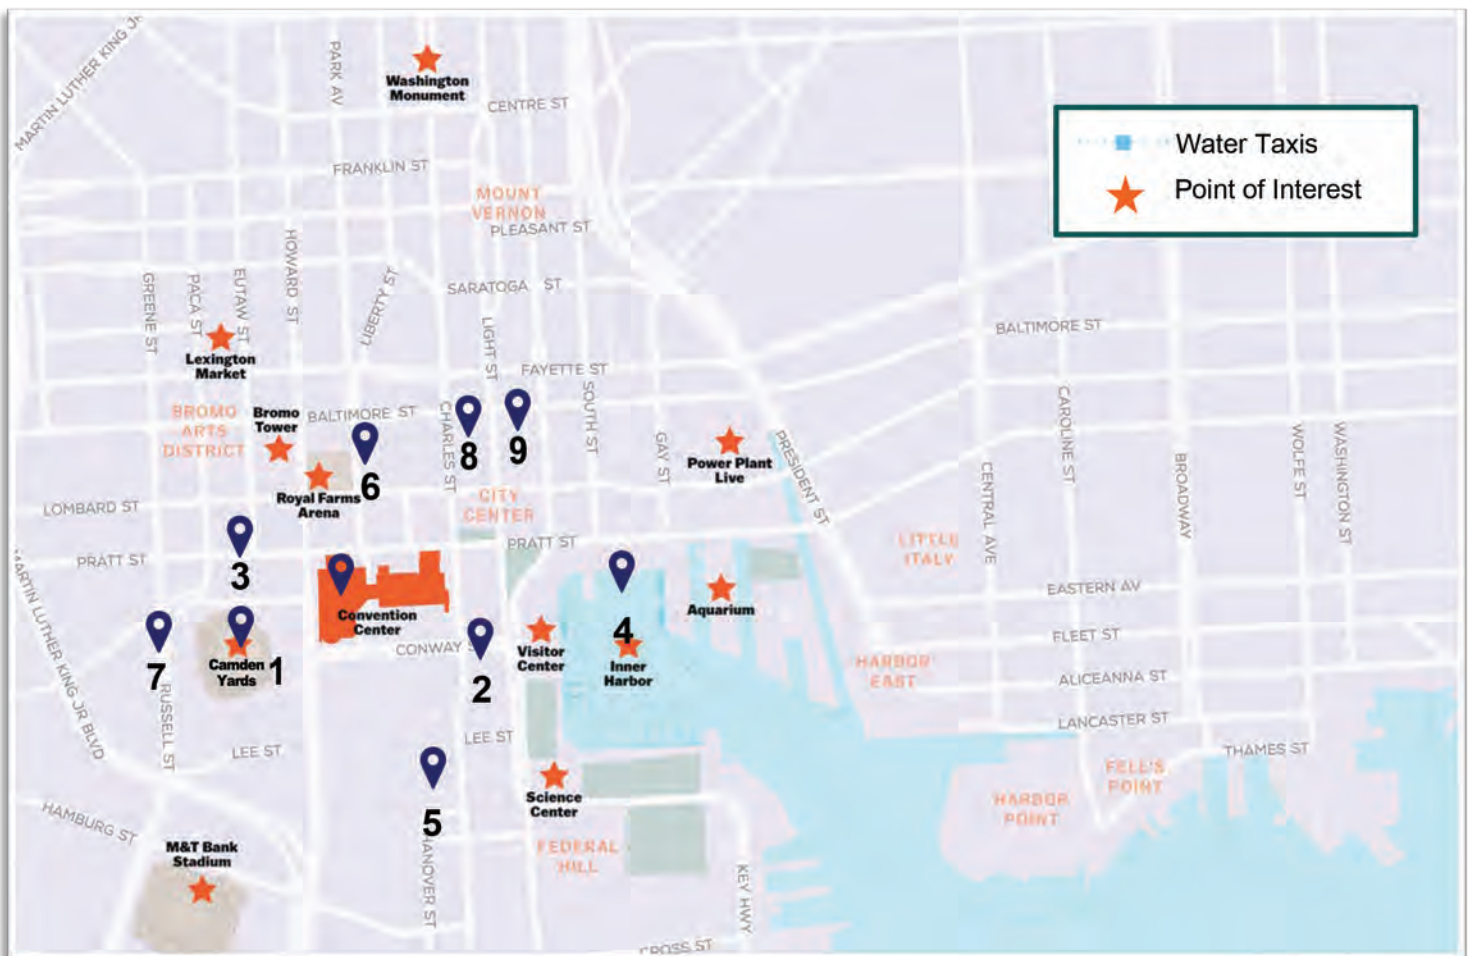 MARTIN LUTHER KING JR
PARK AV
Washington
Monument
CENTRE ST
Water Taxis
Point of Interest
FRANKLIN ST
MOUNT
VERNON
PLEASANT ST
HOWARD ST
GREENE ST
PACA ST
EUTAW ST
LIBERTY ST
SARATOGA ST
LIGHT ST
BALTIMORE ST
Lexington
Market
FAYETTE ST
SOUTH ST
CAROLINE ST
BROMO
ARTS
DISTRICT
Bromo
Tower
BALTIMORE ST
CHARLES ST
8
9
GAY ST
Power Plant
Live
PRESIDENT ST
CENTRAL AVE
BROADWAY
WOLFE ST
WASHINGTON ST
6
Royal Farms
Arena
CITY
CENTER
LOMBARD ST
PRATT ST
3
PRATT ST
LITTLE
ITALY
Convention
Center
Aquarium
EASTERN AV
MARTIN LUTHER KING JR BLVD
7
Camden
Yards
1
CONWAY S
2
Visitor
Center
4
Inner
Harbor
FLEET ST
HARBOR
EAST
ALICEANNA ST
RUSSELL ST
LEE ST
LEE ST
LANCASTER ST
THAMES ST
FELL'S
POINT
HARBOR
POINT
5
Science
Center
HAMBURG ST
M&T Bank
Stadium
HANOVER ST
FEDERAL
HILL
KEY HWY
CROSS ST